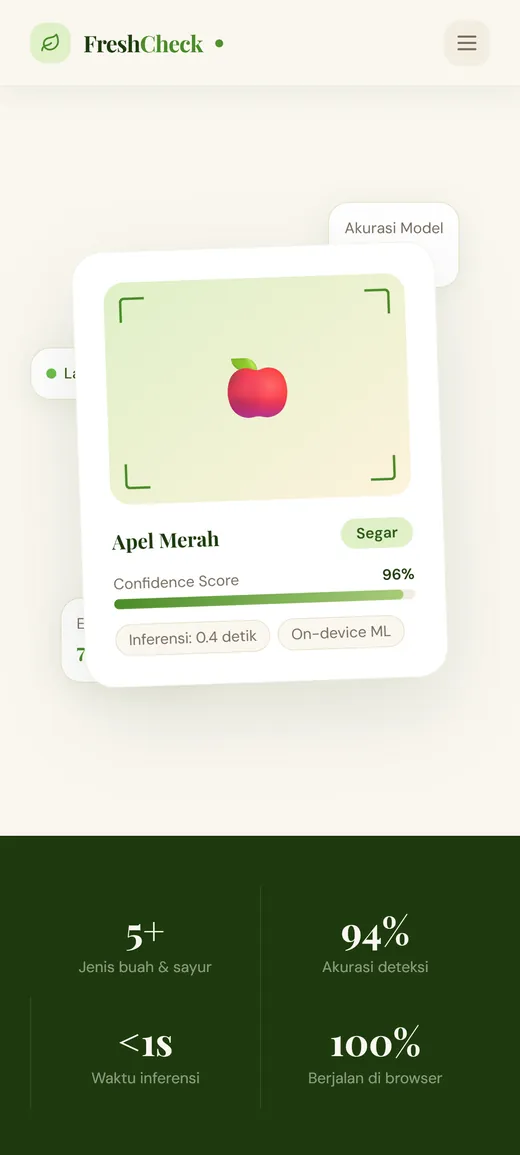 FreshCheck
Akurasi Model
Apel Merah
Segar
Confidence Score
96%
Inferensi: 0.4 detik
On-device ML
5+
Jenis buah & sayur
94%
Akurasi deteksi
<1s
Waktu inferensi
100%
Berjalan di browser